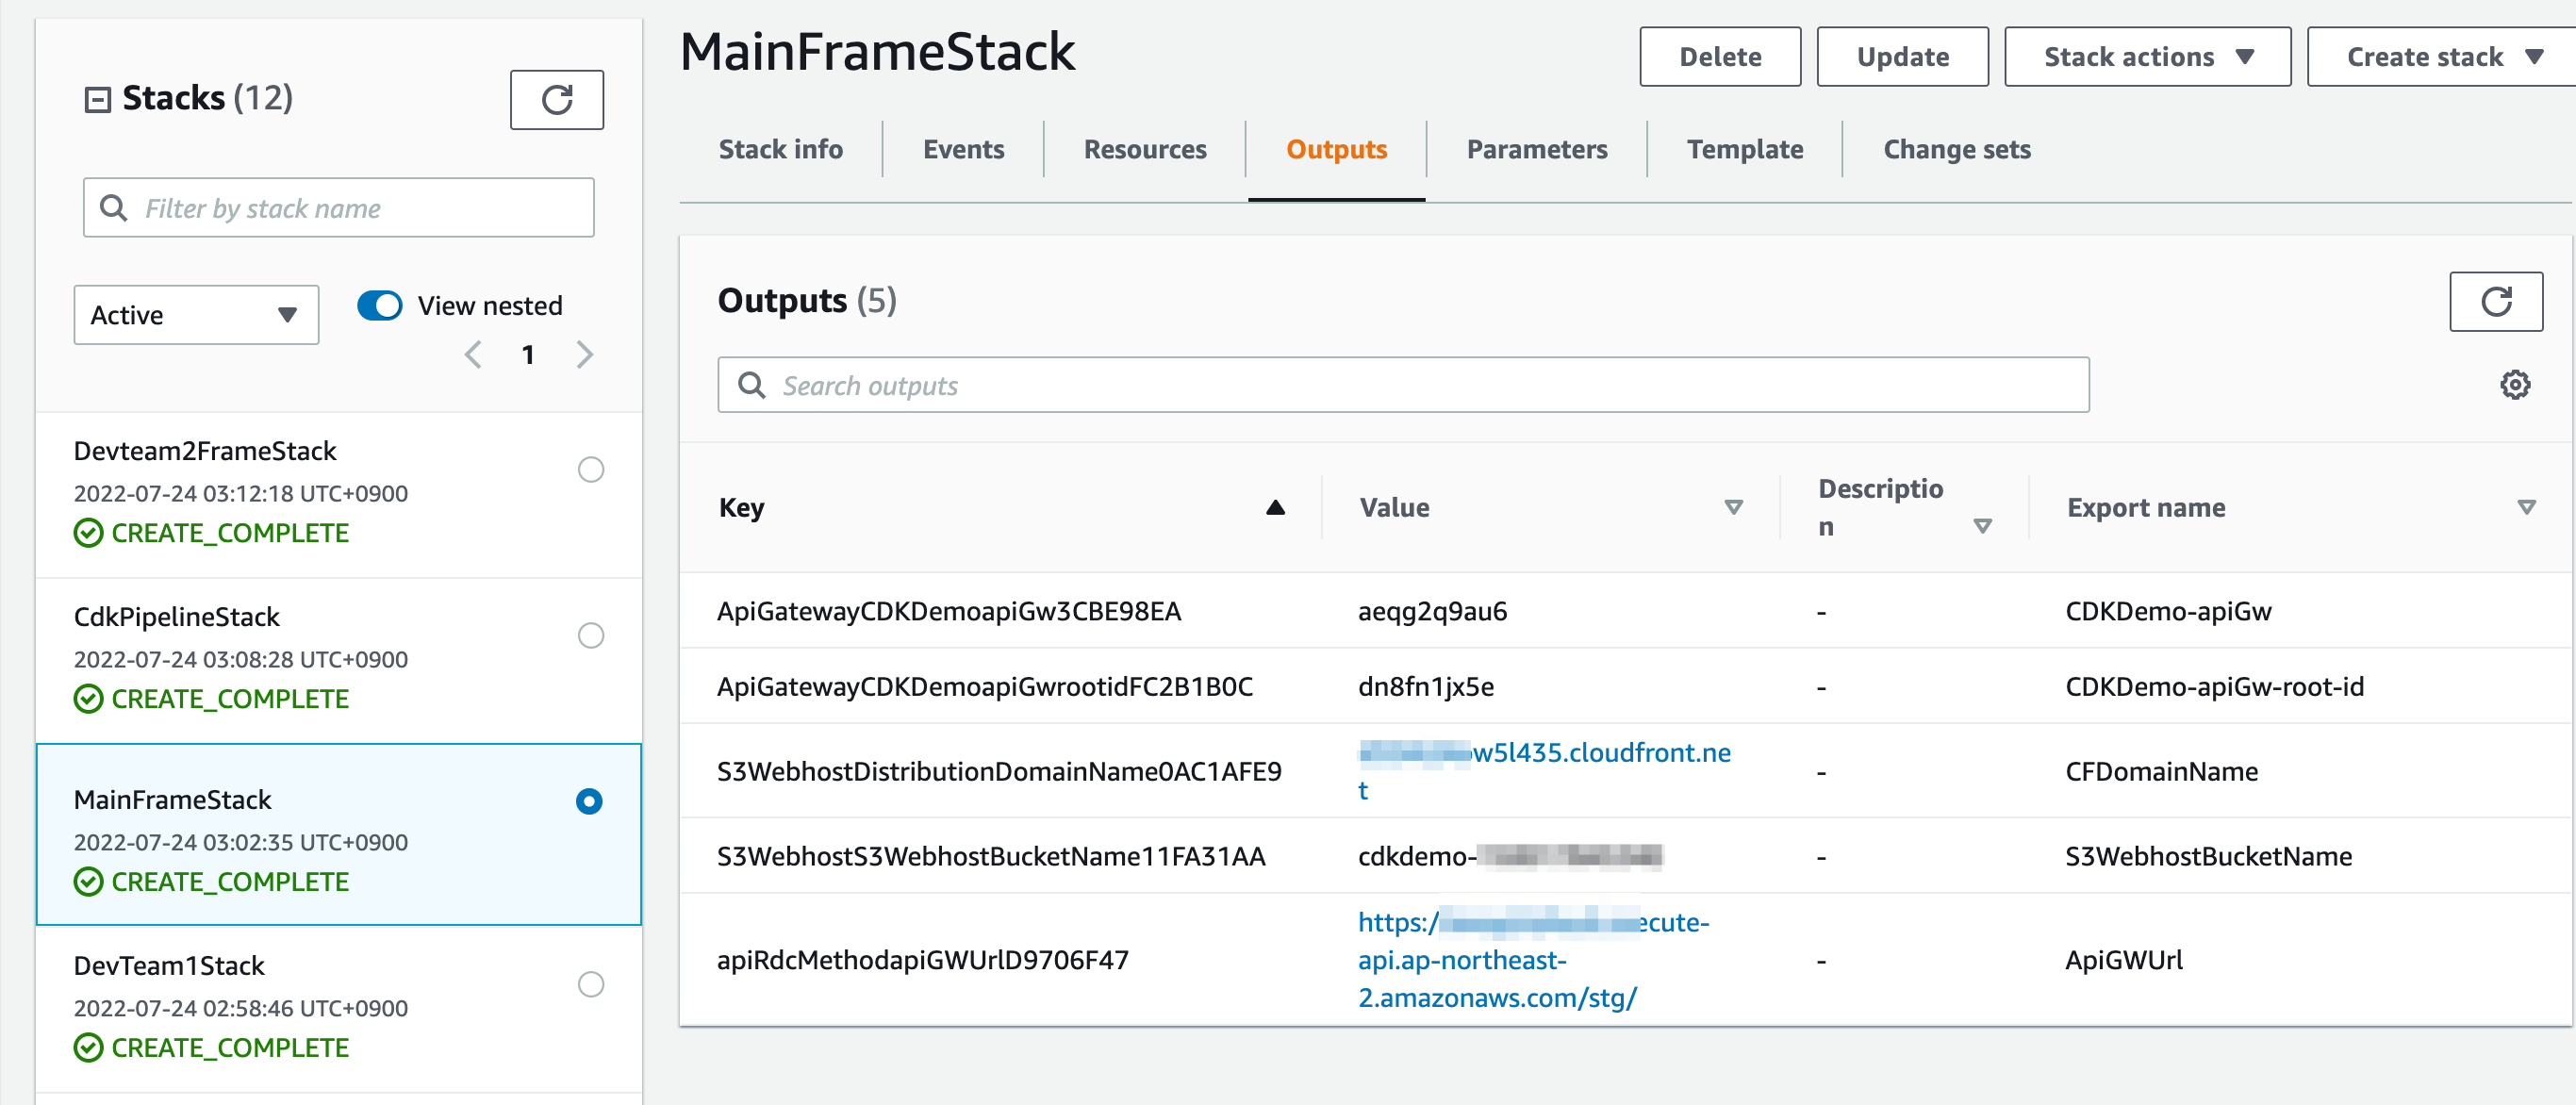 Stacks (12)
Filter by stack name
Active
View nested
1
Devteam2FrameStack
2022-07-24 03:12:18 UTC+0900
CREATE_COMPLETE
CdkPipelineStack
2022-07-24 03:08:28 UTC+0900
CREATE_COMPLETE
MainFrameStack
2022-07-24 03:02:35 UTC+0900
CREATE_COMPLETE
DevTeam1Stack
2022-07-24 02:58:46 UTC+0900
CREATE_COMPLETE
MainFrameStack
Delete Update Stack actions Create stack
Stack info Events Resources Outputs Parameters Template Change sets
Outputs (5)
Search outputs
Key Value Descriptio
n Export name
ApiGatewayCDKDemoapiGw3CBE98EA aeqg2q9au6 - CDKDemo-apiGw
ApiGatewayCDKDemoapiGwrootidFC2B1B0C dn8fn1jx5e - CDKDemo-apiGw-root-id
S3WebhostDistributionDomainName0AC1AFE9 w5l435.cloudfront.ne
t - CFDomainName
S3WebhostS3WebhostBucketName11FA31AA cdkdemo- - S3WebhostBucketName
apiRdcMethodapiGWUrlD9706F47 https:/ ecute-
api.ap-northeast-
2.amazonaws.com/stg/ - ApiGWUrl